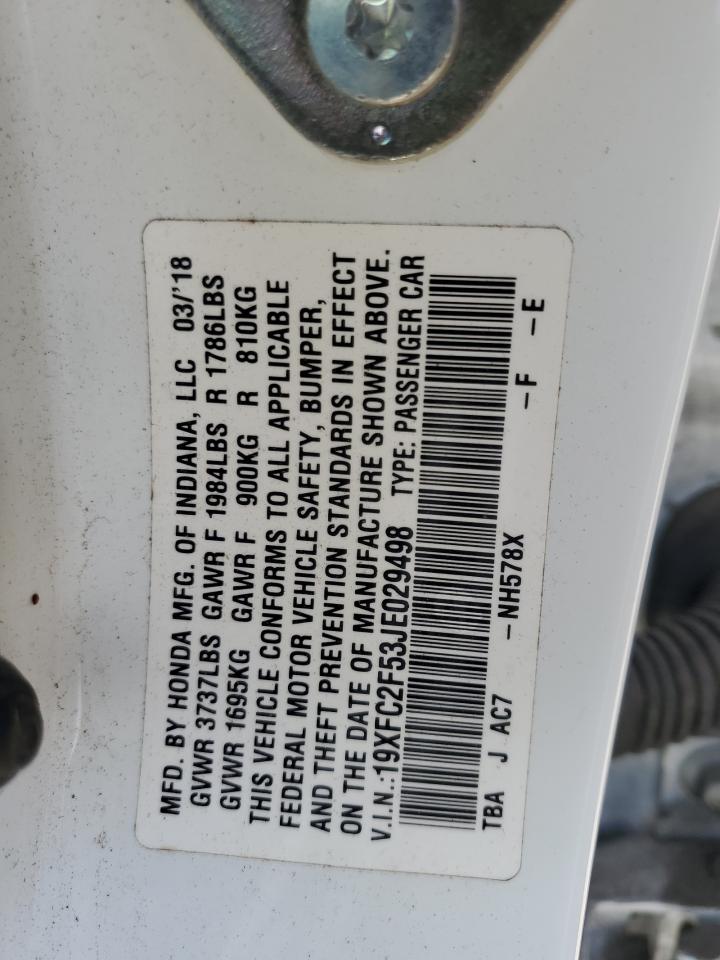 MFD. BY HONDA MFG. OF INDIANA, LLC 03/'18
GVWR 3737LBS GAWR F 1984LBS R 1786LBS
GVWR 1695KG GAWR F 900KG R 810KG
THIS VEHICLE CONFORMS TO ALL APPLICABLE
FEDERAL MOTOR VEHICLE SAFETY, BUMPER,
AND THEFT PREVENTION STANDARDS IN EFFECT
ON THE DATE OF MANUFACTURE SHOWN ABOVE.
V.I.N.:19XFC2F53JE029498 TYPE: PASSENGER CAR
TBA J AC7 -NH578X -F -E